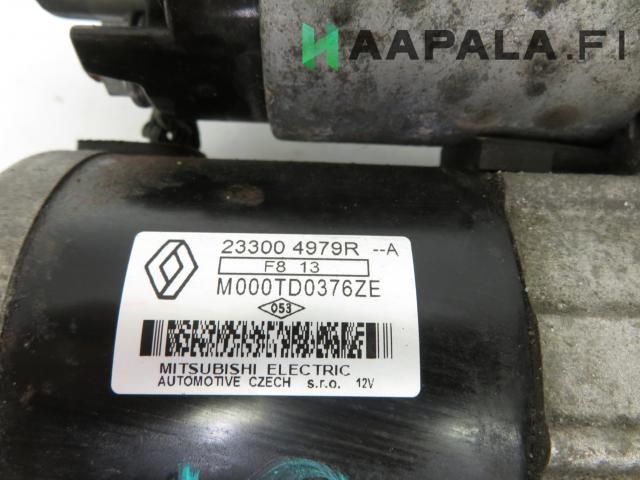 HAAPALA.FI
23300 4979R --A
F8 13
M000TD0376ZE
053
MITSUBISHI ELECTRIC
AUTOMOTIVE CZECH s.r.o. 12V